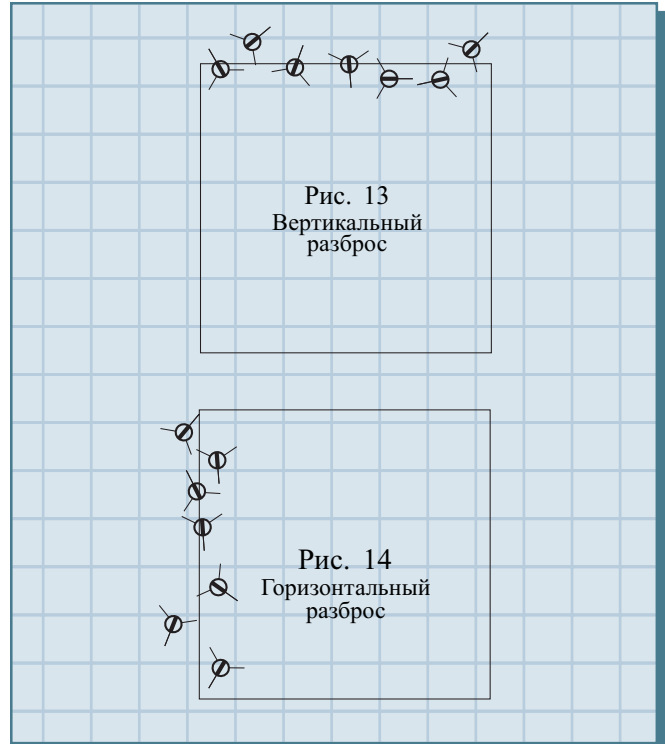 Рис. 13
Вертикальный
разброс
Рис. 14
Горизонтальный
разброс